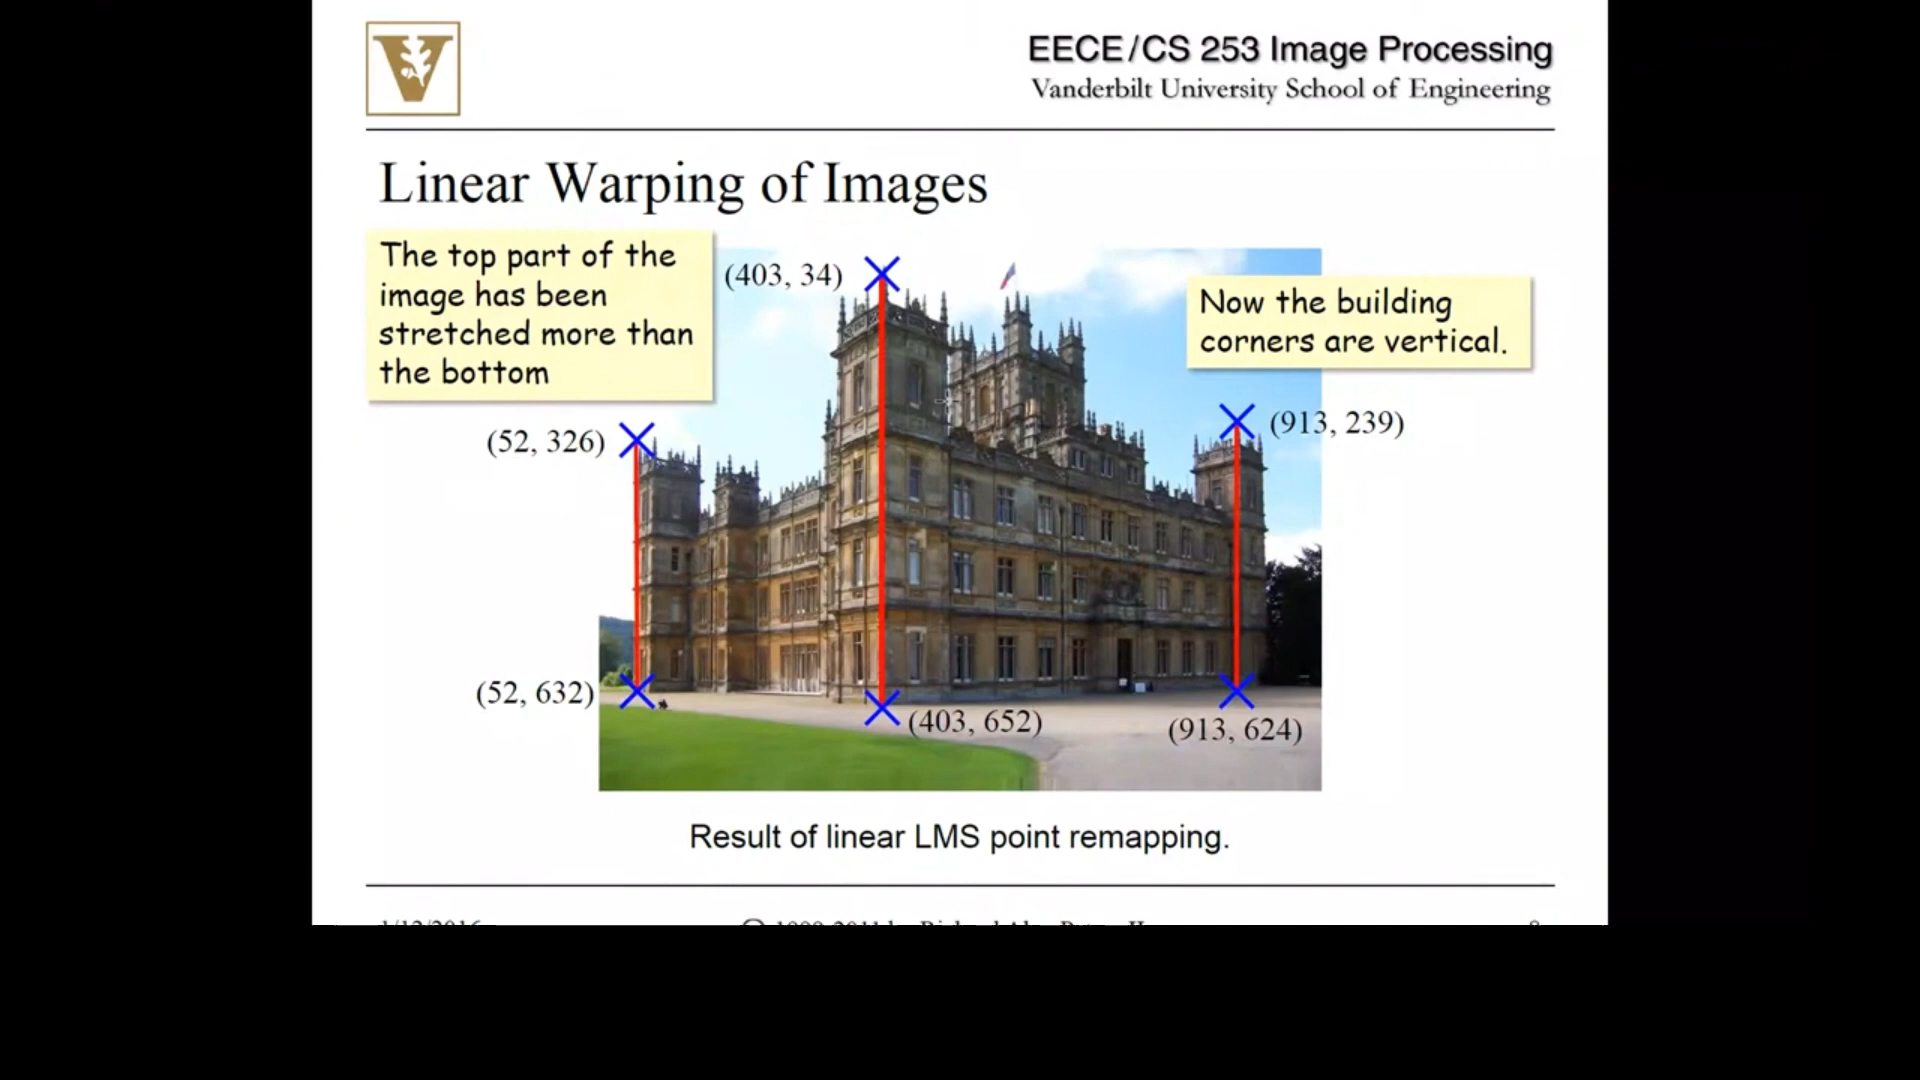 EECE/CS 253 Image Processing
Vanderbilt University School of Engineering
Linear Warping of Images
The top part of the
image has been
stretched more than
the bottom
(403, 34)
Now the building
corners are vertical.
(52, 326)
(913, 239)
(52, 632)
(403, 652)
(913, 624)
Result of linear LMS point remapping.